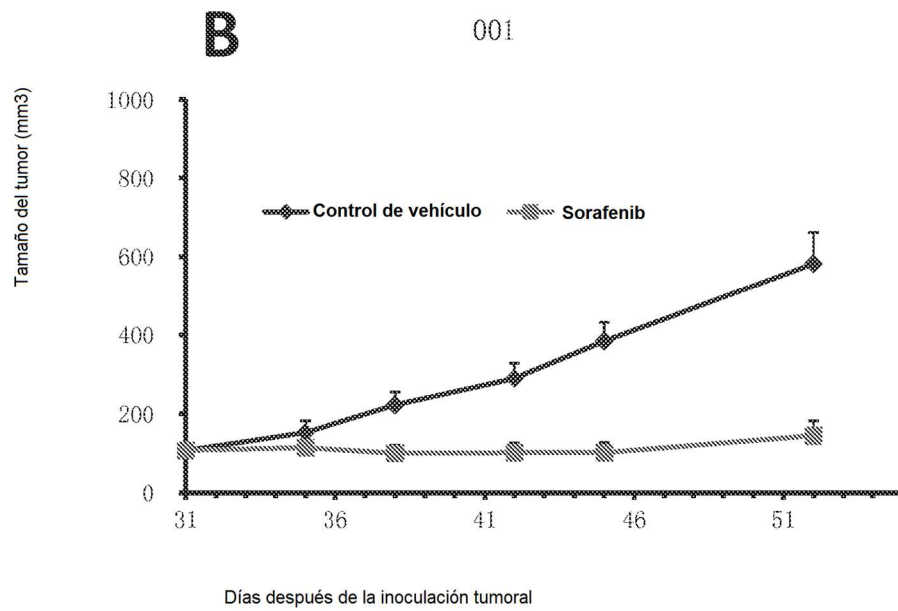 B
001
Tamaño del tumor (mm3)
1000
800
600
400
200
0
Control de vehículo
Sorafenib
31 36 41 46 51
Días después de la inoculación tumoral